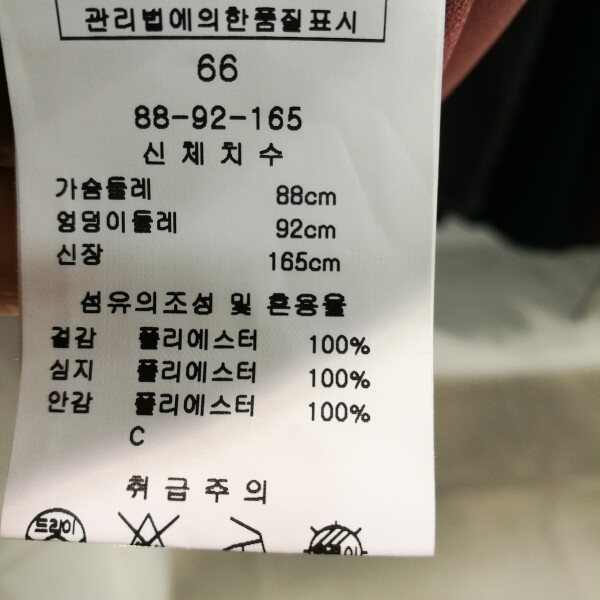 관리법에의한품질표시
66
88-92-165
신체치수
가슴둘레 88cm
엉덩이둘레 92cm
신장 165cm
섬유의조성 및 혼용율
겉감 폴리에스터 100%
심지 폴리에스터 100%
안감 폴리에스터 100%
C
취급주의
드라이